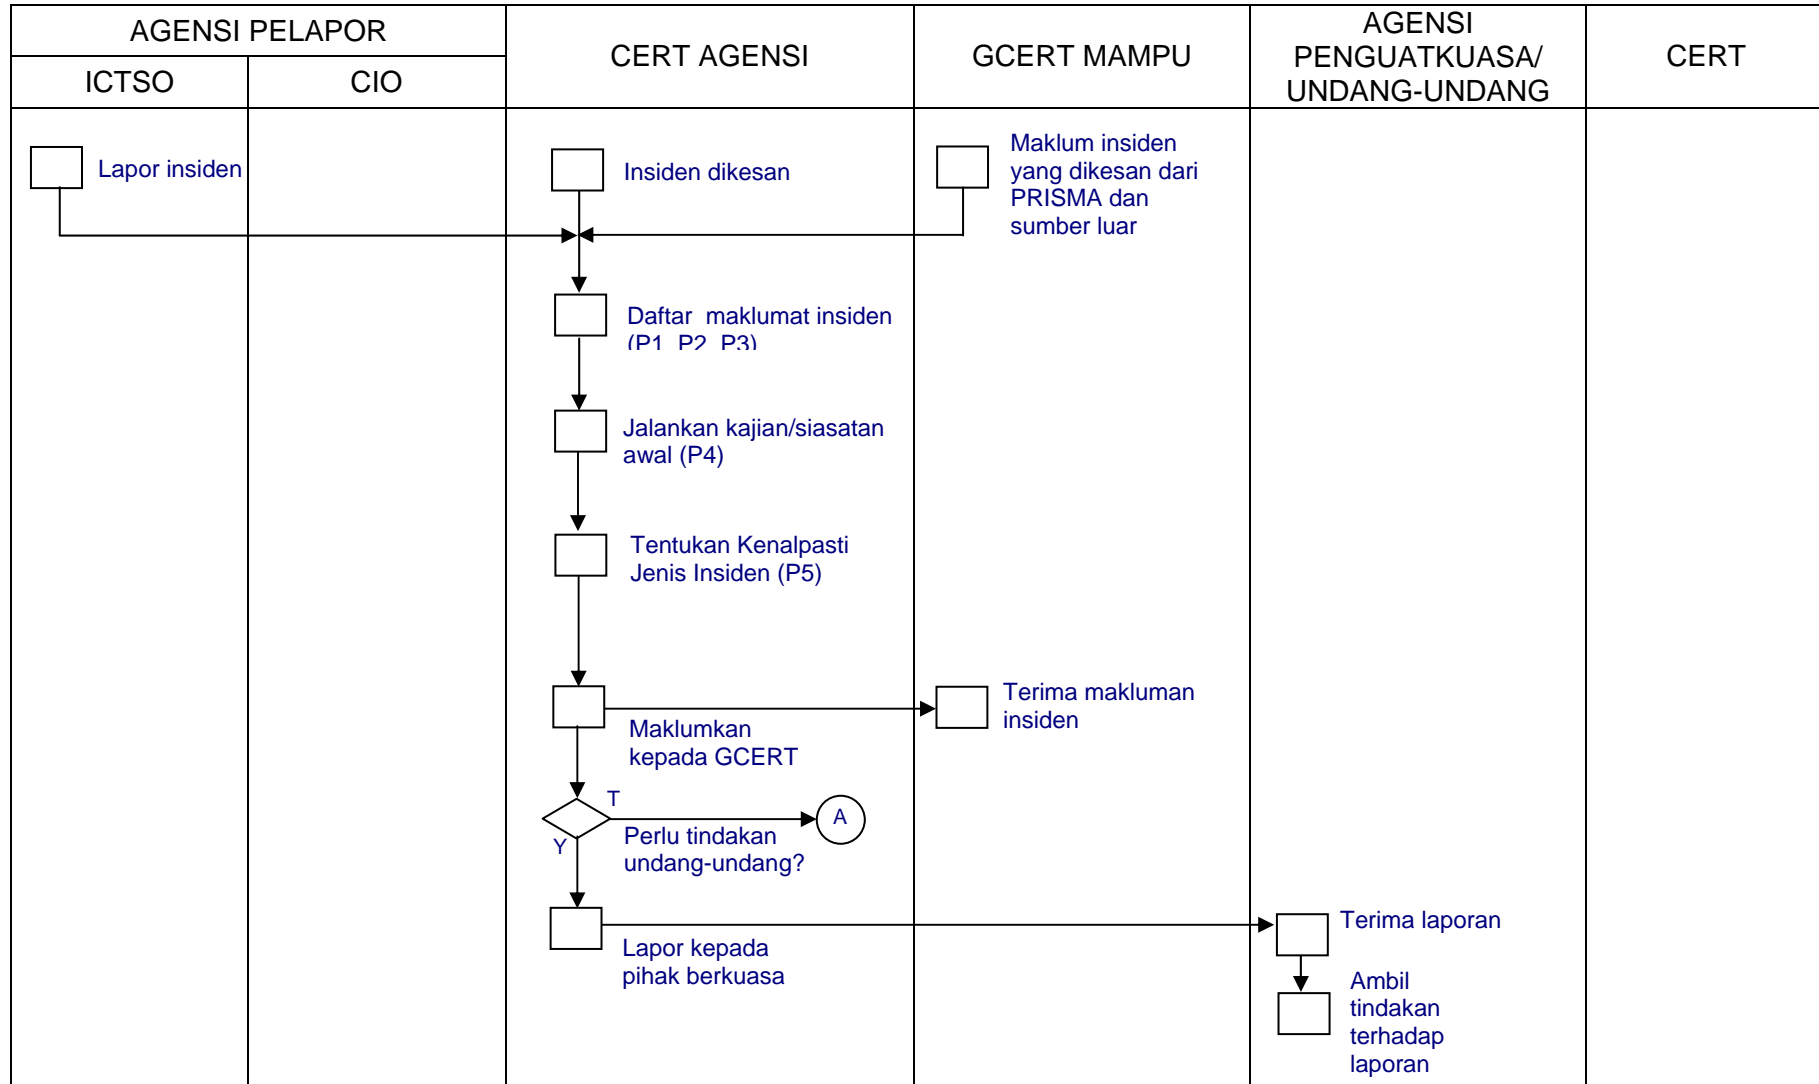 AGENSI PELAPOR
ICTSO
CIO
CERT AGENSI
GCERT MAMPU
AGENSI
PENGUATKUASA/
UNDANG-UNDANG
CERT
Lapor insiden
Insiden dikesan
Maklum insiden
yang dikesan dari
PRISMA dan
sumber luar
Daftar maklumat insiden
(P1 P2 P3)
Jalankan kajian/siasatan
awal (P4)
Tentukan Kenalpasti
Jenis Insiden (P5)
Maklumkan
kepada GCERT
Terima makluman
insiden
T
A
Y
Perlu tindakan
undang-undang?
Lapor kepada
pihak berkuasa
Terima laporan
Ambil
tindakan
terhadap
laporan